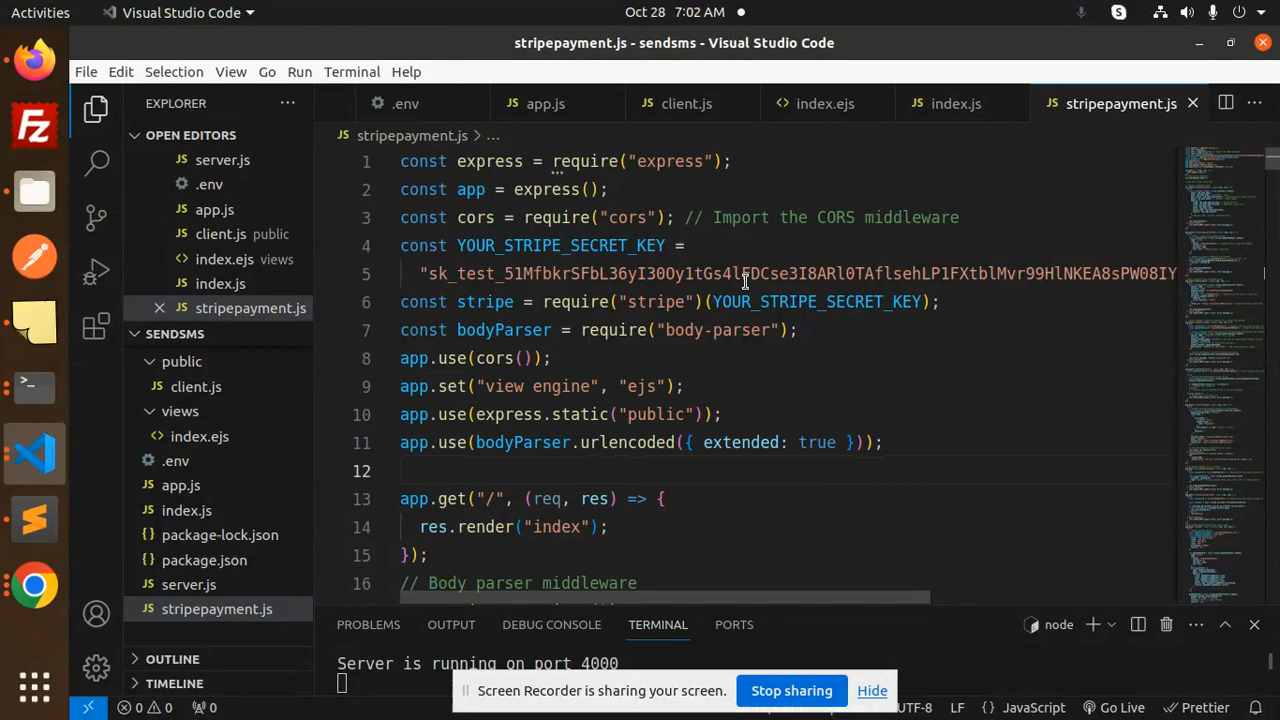 Activities
Visual Studio Code
Oct 28 7:02 AM
stripepayment.js - sendsms - Visual Studio Code
File Edit Selection View Go Run Terminal Help
EXPLORER
.env
app.js
client.js
index.ejs
index.js
stripepayment.js
OPEN EDITORS
server.js
.env
app.js
client.js public
index.ejs views
index.js
stripepayment.js
SENDSMS
public
client.js
views
index.ejs
.env
app.js
index.js
package-lock.json
package.json
server.js
stripepayment.js
OUTLINE
TIMELINE
stripepayment.js > ...
1 const express = require("express");
2 const app = express();
3 const cors = require("cors"); // Import the CORS middleware
4 const YOUR_STRIPE_SECRET_KEY =
5
6 const stripe = require("stripe")(YOUR_STRIPE_SECRET_KEY);
7 const bodyParser = require("body-parser");
8 app.use(cors());
9 app.set("view engine", "ejs");
10 app.use(express.static("public"));
11 app.use(bodyParser.urlencoded({ extended: true }));
12
13 app.get("/", (req, res) => {
14 res.render("index");
15 });
16 // Body parser middleware
PROBLEMS OUTPUT DEBUG CONSOLE TERMINAL PORTS
node
Server is running on port 4000
Screen Recorder is sharing your screen.
Stop sharing
Hide
0 0 0
UTF-8 LF JavaScript Go Live Prettier